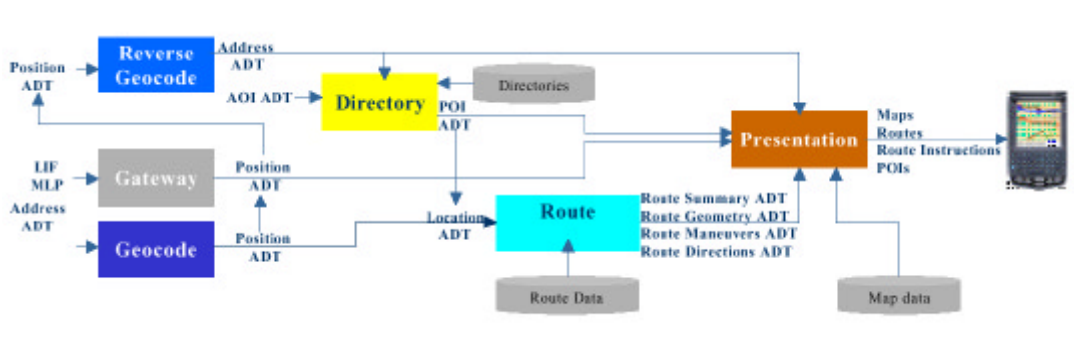 Reverse
Geocode
Address
ADT
Position
ADT
AOI ADT
Directory
Directories
POI
ADT
Presentation
Maps
Routes
Route Instructions
POIs
LIF
MLP
Gateway
Position
ADT
Address
ADT
Geocode
Position
ADT
Location
ADT
Route
Route Summary ADT
Route Geometry ADT
Route Maneuvers ADT
Route Directions ADT
Route Data
Map data